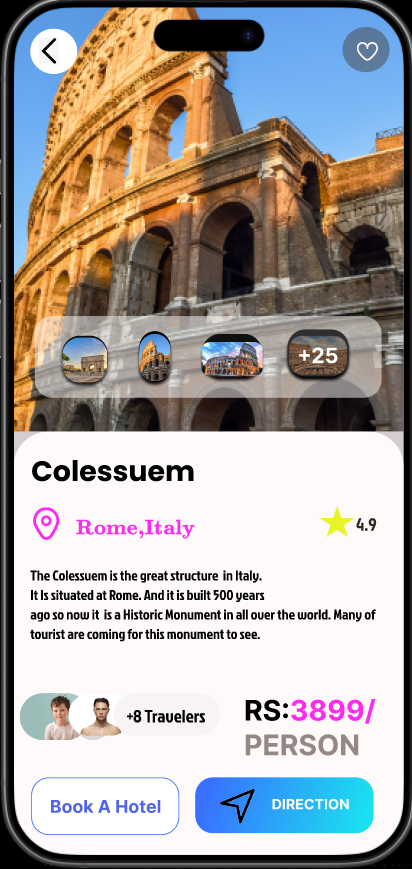 +25
Colessuem
Rome,Italy
4.9
The Colessuem is the great structure in Italy.
It Is situated at Rome. And it is built 500 years
ago so now it is a Historic Monument in all over the world. Many of
tourist are coming for this monument to see.
+8 Travelers
RS:3899/
PERSON
Book A Hotel
DIRECTION